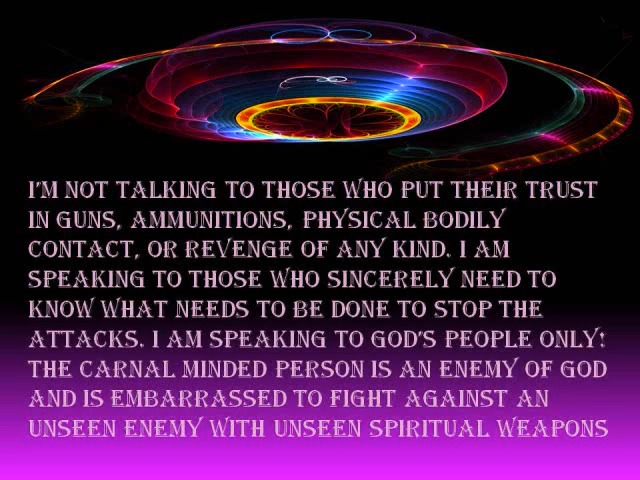 I'M NOT TALKING TO THOSE WHO PUT THEIR TRUST
IN GUNS, AMMUNITIONS, PHYSICAL BODILY
CONTACT, OR REVENGE OF ANY KIND. I AM
SPEAKING TO THOSE WHO SINCERELY NEED TO
KNOW WHAT NEEDS TO BE DONE TO STOP THE
ATTACKS. I AM SPEAKING TO GOD'S PEOPLE ONLY!
THE CARNAL MINDED PERSON IS AN ENEMY OF GOD
AND IS EMBARRASSED TO FIGHT AGAINST AN
UNSEEN ENEMY WITH UNSEEN SPIRITUAL WEAPONS